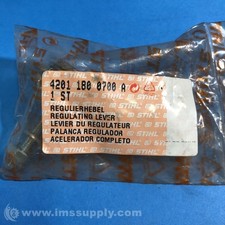 4201 180 0700 A
1 ST
REGULIERHEBEL
REGULATING LEVER
LEVIER DU REGULATEUR
PALANCA REGULADOR
ACELERADOR COMPLETO
STIHL
www.imssupply.com